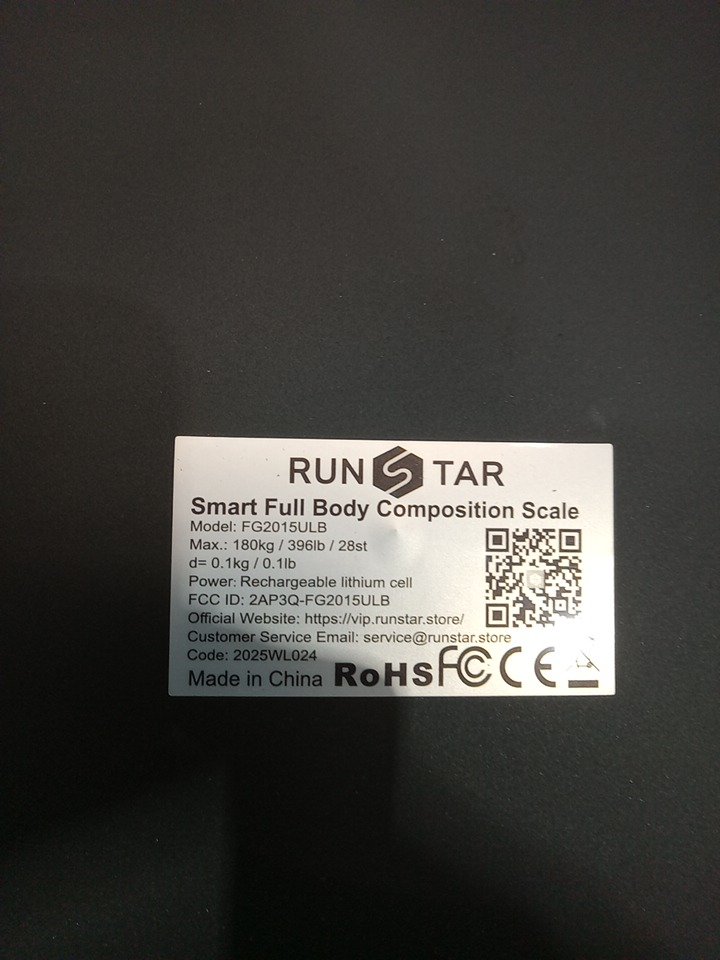 RUNSTAR
Smart Full Body Composition Scale
Model: FG2015ULB
Max.: 180kg / 396lb / 28st
d= 0.1kg / 0.1lb
Power: Rechargeable lithium cell
FCC ID: 2AP3Q-FG2015ULB
Official Website: https://vip.runstar.store/
Customer Service Email: service@runstar.store
Code: 2025WL024
Made in China RoHS FC CE